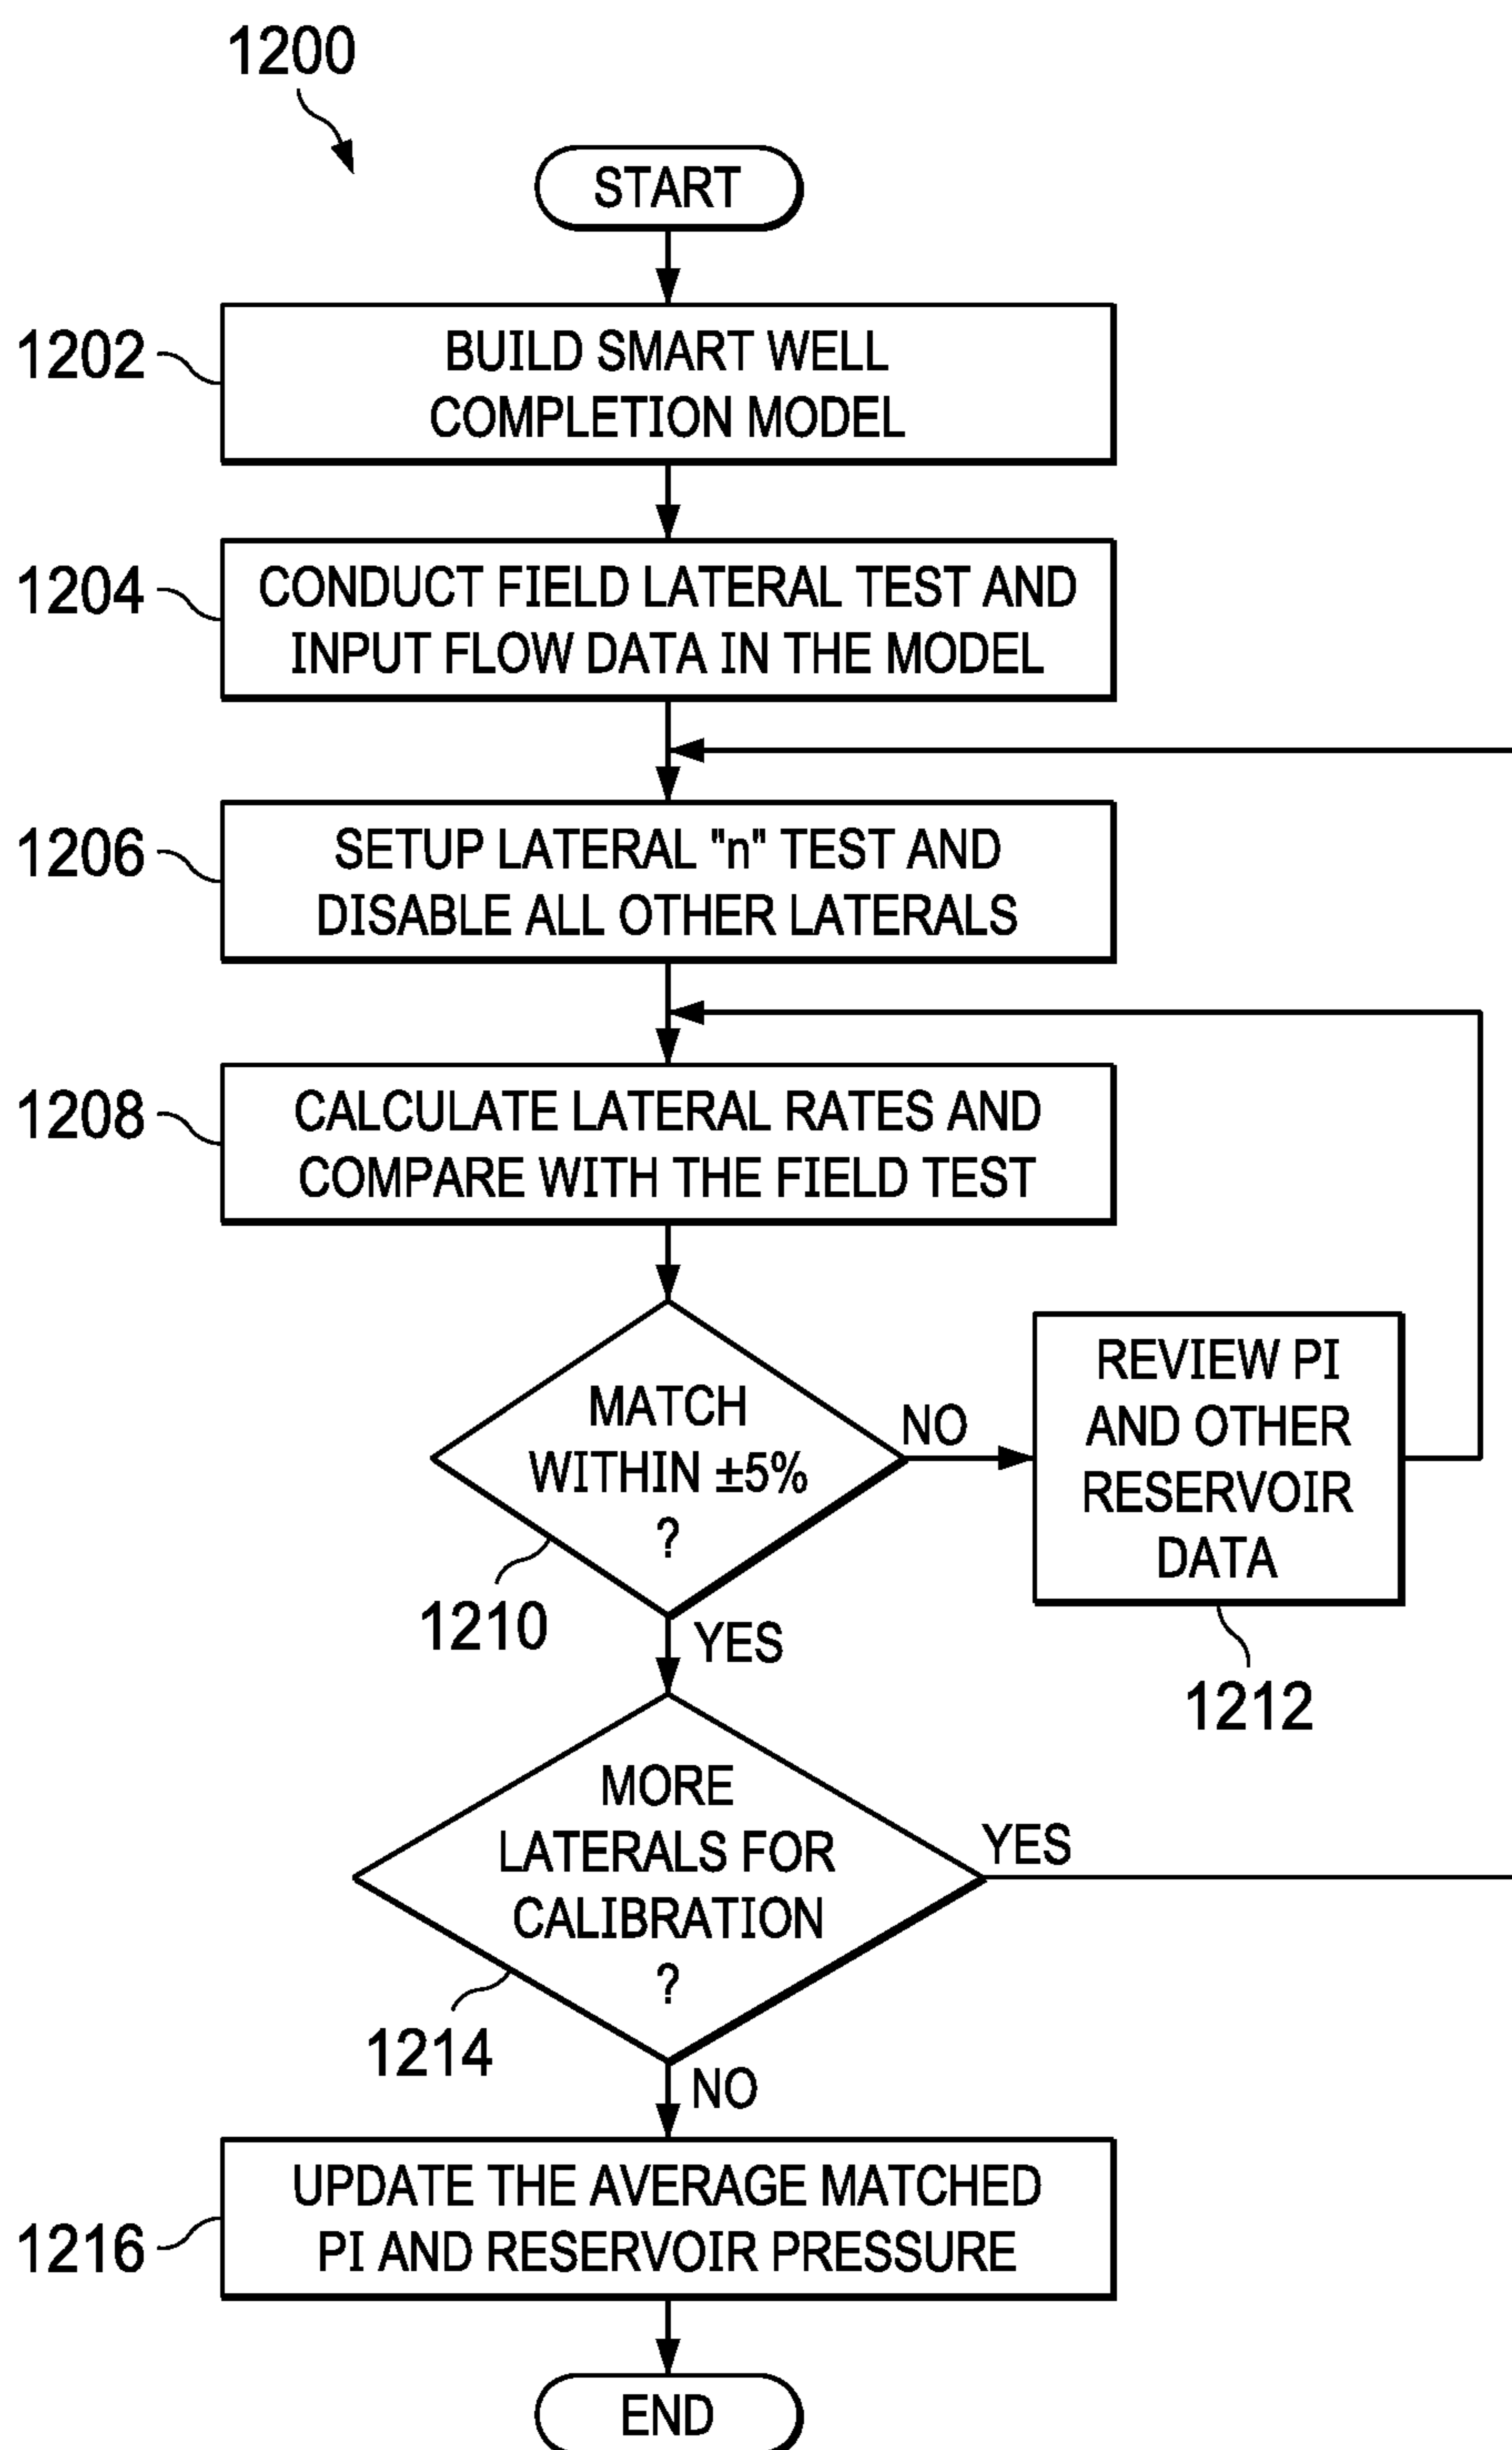 1200
START
1202
BUILD SMART WELL
COMPLETION MODEL
1204
CONDUCT FIELD LATERAL TEST AND
INPUT FLOW DATA IN THE MODEL
1206
SETUP LATERAL "n" TEST AND
DISABLE ALL OTHER LATERALS
1208
CALCULATE LATERAL RATES AND
COMPARE WITH THE FIELD TEST
MATCH
WITHIN ±5%
?
1210
NO
REVIEW PI
AND OTHER
RESERVOIR
DATA
1212
YES
MORE
LATERALS FOR
CALIBRATION
?
1214
YES
NO
1216
UPDATE THE AVERAGE MATCHED
PI AND RESERVOIR PRESSURE
END